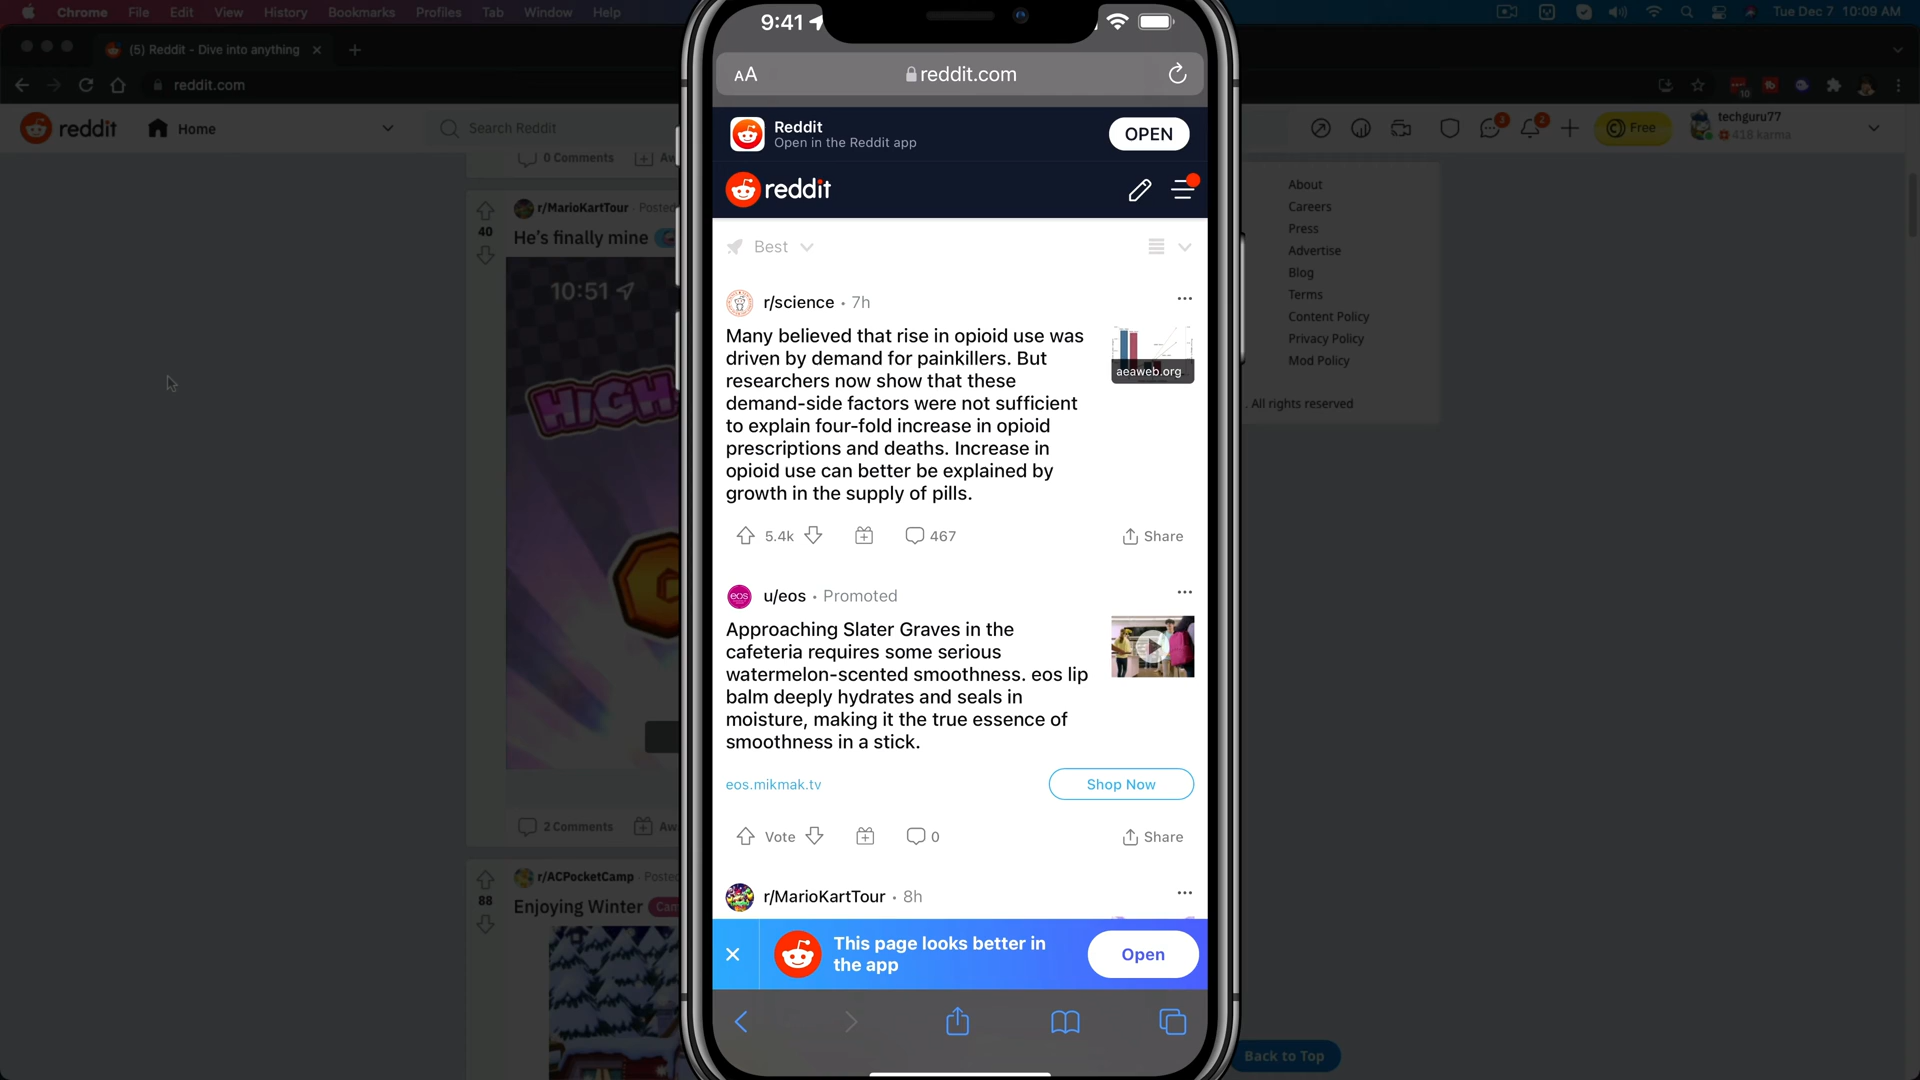 Chrome File Edit View History Bookmarks Profiles Tab Window Help
Tue Dec 7 10:09 AM
(5) Reddit - Dive into anything
reddit.com
reddit
Home
Search Reddit
3
2
10
Free
techguru77
418 karma
0 Comments
r/MarioKartTour · Posted
40
He's finally mine
10:51
HIGH
2 Comments
r/ACPocketCamp · Posted
88
Enjoying Winter
About
Careers
Press
Advertise
Blog
Terms
Content Policy
Privacy Policy
Mod Policy
. All rights reserved
Back to Top
9:41
AA
reddit.com
Reddit
Open in the Reddit app
OPEN
reddit
Best
r/science · 7h
Many believed that rise in opioid use was
driven by demand for painkillers. But
researchers now show that these
demand-side factors were not sufficient
to explain four-fold increase in opioid
prescriptions and deaths. Increase in
opioid use can better be explained by
growth in the supply of pills.
aeaweb.org
5.4k
467
Share
eos
u/eos · Promoted
Approaching Slater Graves in the
cafeteria requires some serious
watermelon-scented smoothness. eos lip
balm deeply hydrates and seals in
moisture, making it the true essence of
smoothness in a stick.
eos.mikmak.tv
Shop Now
Vote
0
Share
r/MarioKartTour · 8h
This page looks better in
the app
Open